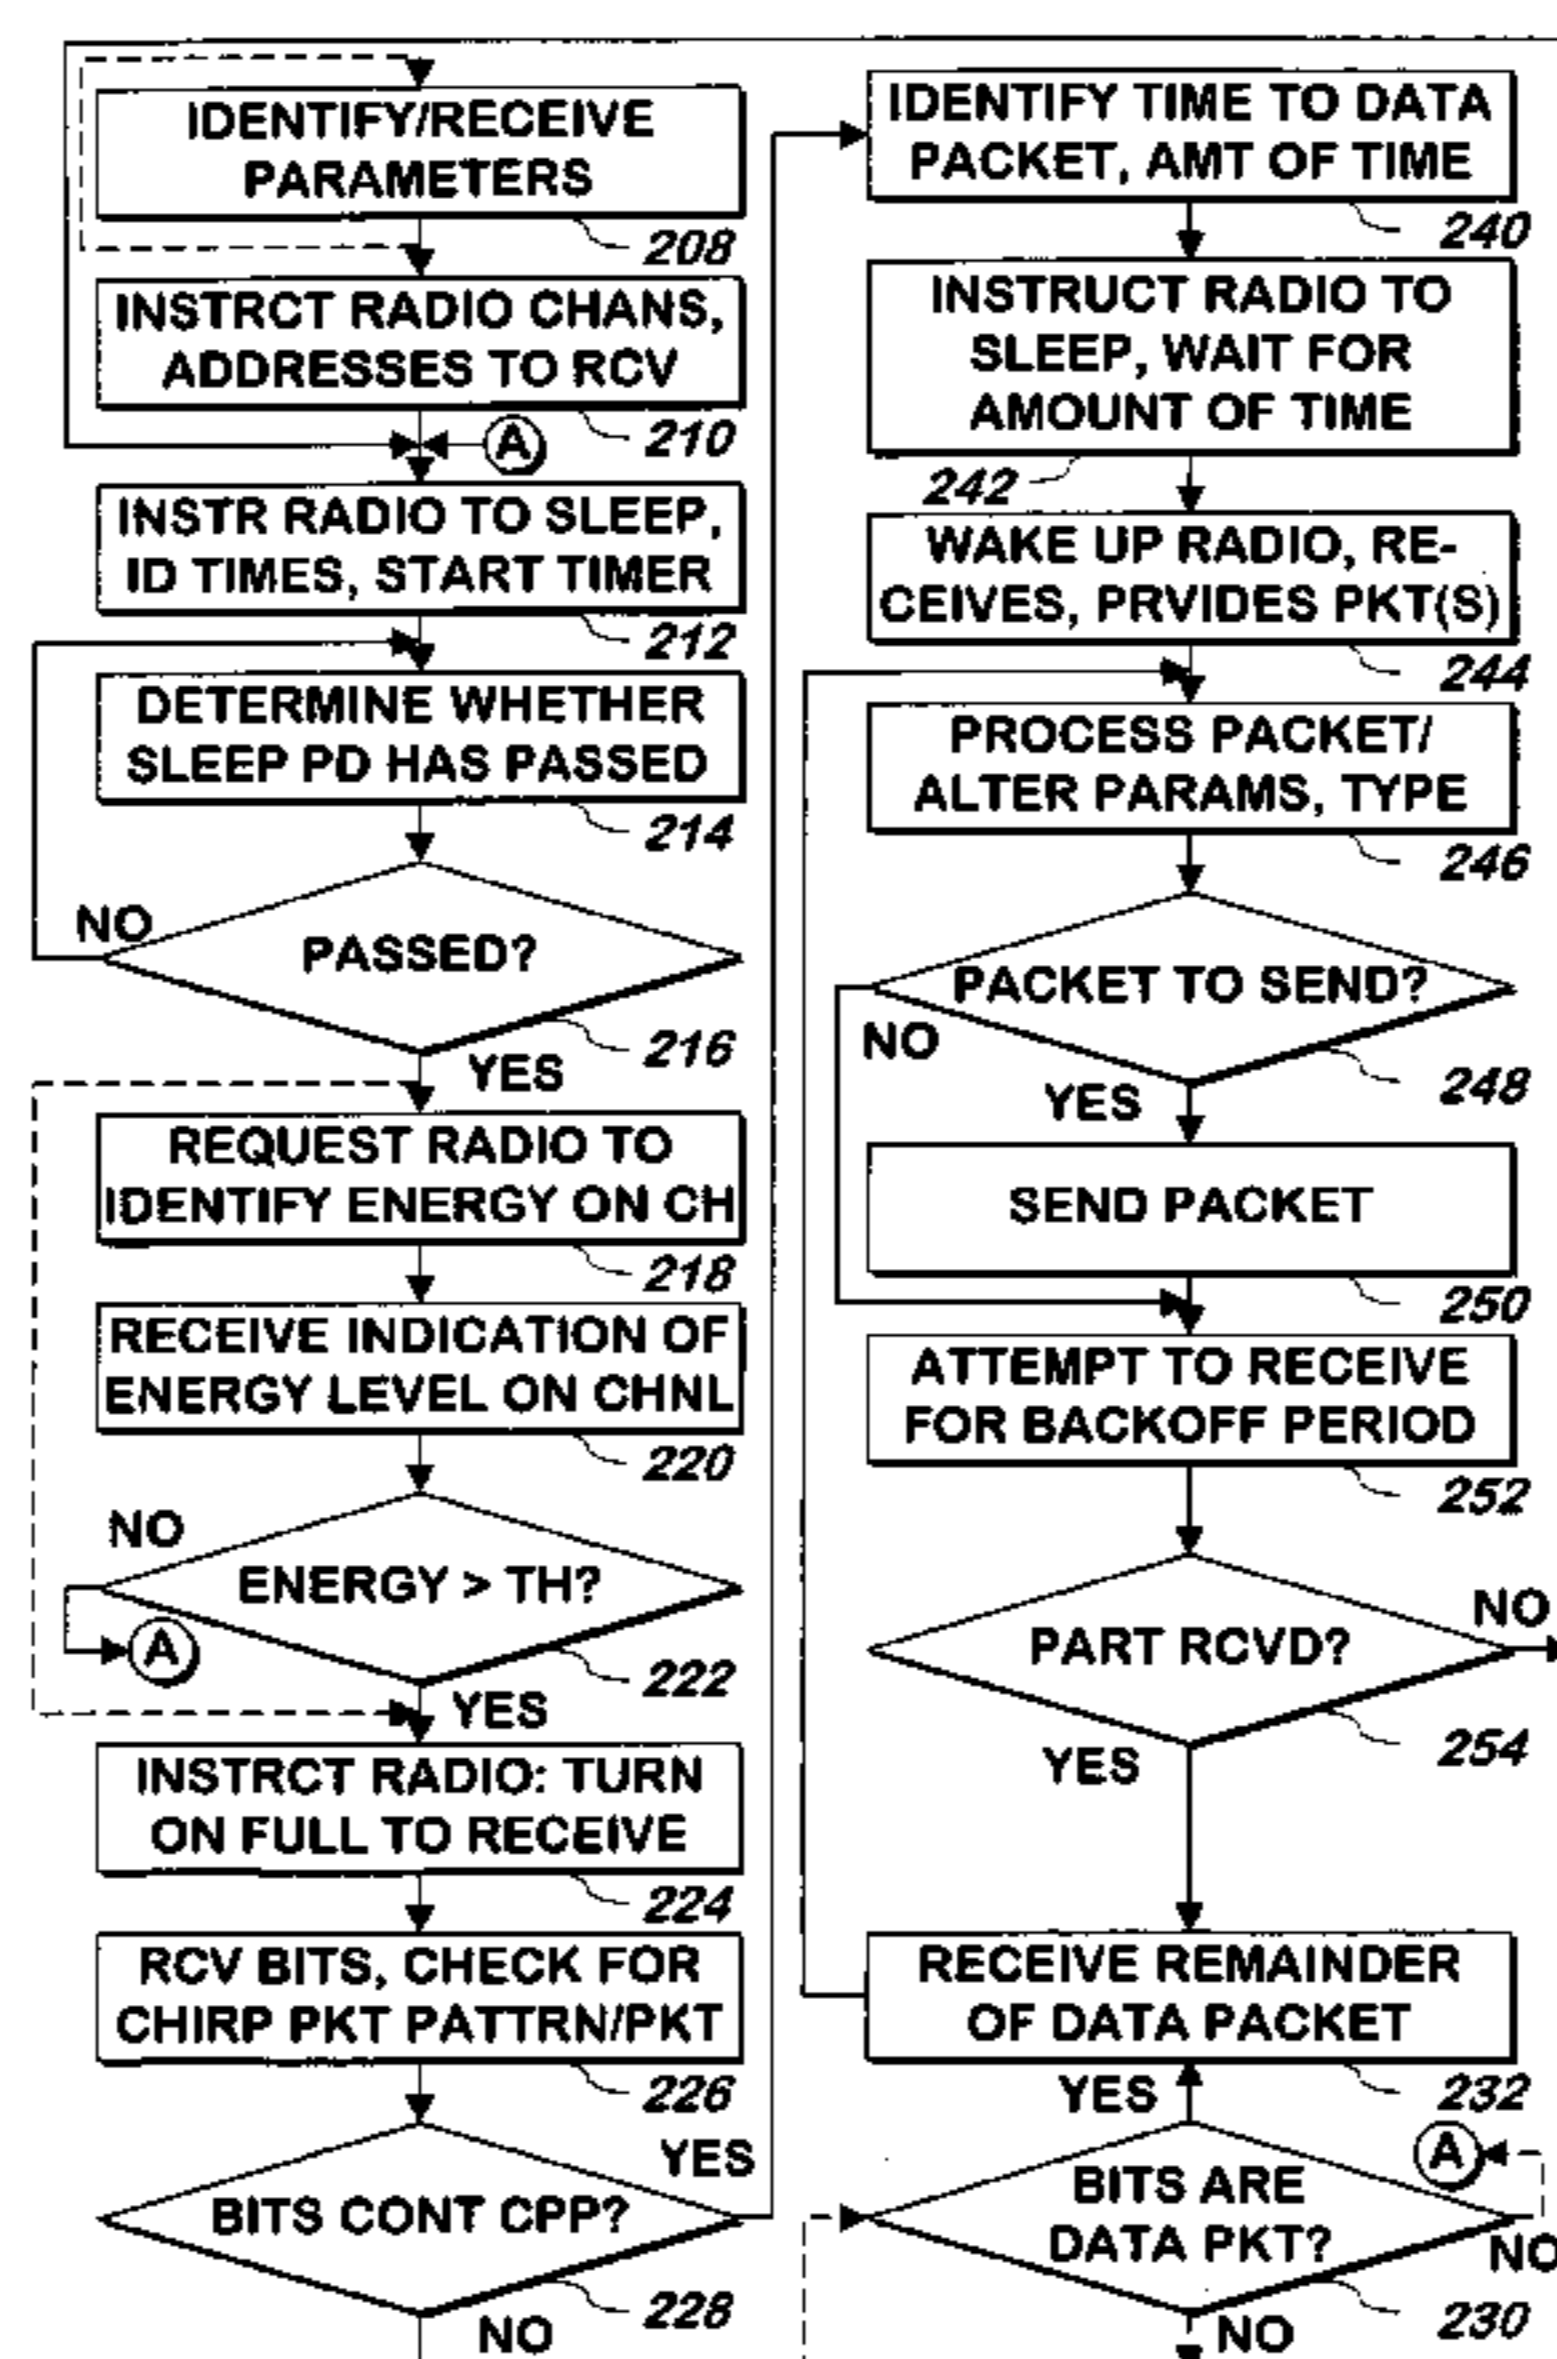 IDENTIFY/RECEIVE
PARAMETERS
208
INSTRCT RADIO CHANS,
ADDRESSES TO RCV
210
A
INSTR RADIO TO SLEEP,
ID TIMES, START TIMER
212
DETERMINE WHETHER
SLEEP PD HAS PASSED
214
NO
PASSED?
216
YES
REQUEST RADIO TO
IDENTIFY ENERGY ON CH
218
RECEIVE INDICATION OF
ENERGY LEVEL ON CHNL
220
NO
ENERGY > TH?
A
222
YES
INSTRCT RADIO: TURN
ON FULL TO RECEIVE
224
RCV BITS, CHECK FOR
CHIRP PKT PATTRN/PKT
226
YES
BITS CONT CPP?
228
NO
IDENTIFY TIME TO DATA
PACKET, AMT OF TIME
240
INSTRUCT RADIO TO
SLEEP, WAIT FOR
AMOUNT OF TIME
242
WAKE UP RADIO, RE-
CEIVES, PRVIDES PKT(S)
244
PROCESS PACKET/
ALTER PARAMS, TYPE
246
PACKET TO SEND?
NO
248
YES
SEND PACKET
250
ATTEMPT TO RECEIVE
FOR BACKOFF PERIOD
252
NO
PART RCVD?
254
YES
RECEIVE REMAINDER
OF DATA PACKET
232
YES
A
BITS ARE
DATA PKT?
NO
230
NO